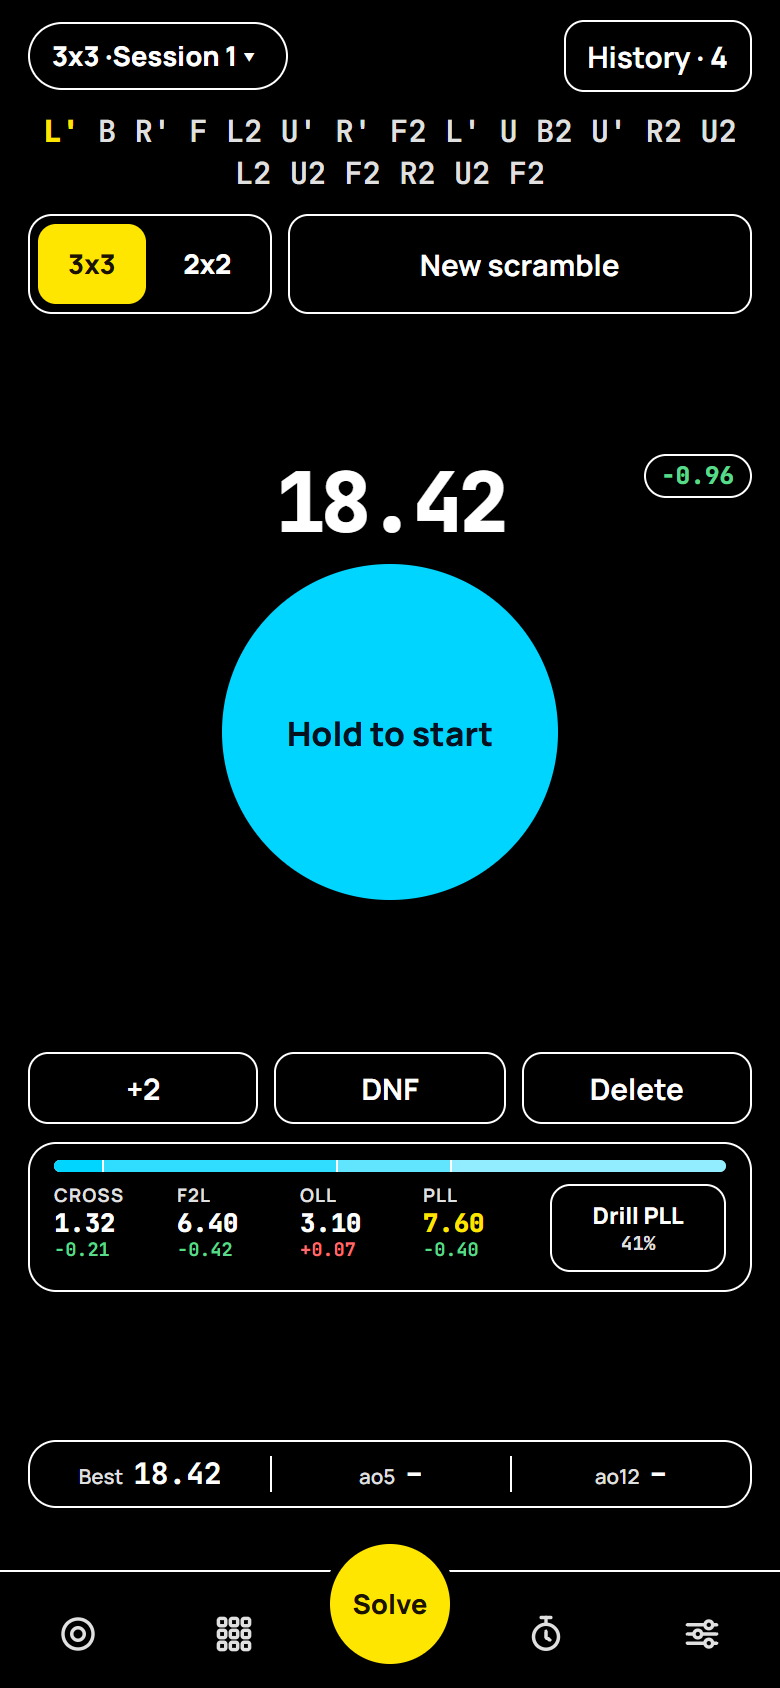 3x3 ·Session 1 ▾
History · 4
L' B R' F L2 U' R' F2 L' U B2 U' R2 U2
L2 U2 F2 R2 U2 F2
3x3 2x2 New scramble
18.42
-0.96
Hold to start
+2 DNF Delete
CROSS F2L OLL PLL
1.32 6.40 3.10 7.60
-0.21 -0.42 +0.07 -0.40
Drill PLL
41%
Best 18.42 ao5 – ao12 –
Solve